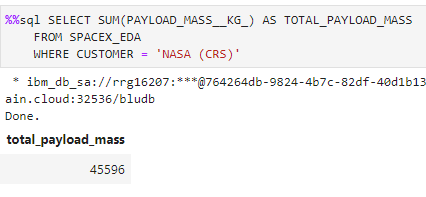 %%sql SELECT SUM(PAYLOAD_MASS__KG_) AS TOTAL_PAYLOAD_MASS
FROM SPACEX_EDA
WHERE CUSTOMER = 'NASA (CRS)'
* ibm_db_sa://rrg16207:***@764264db-9824-4b7c-82df-40d1b13
ain.cloud:32536/bludb
Done.
total_payload_mass
45596